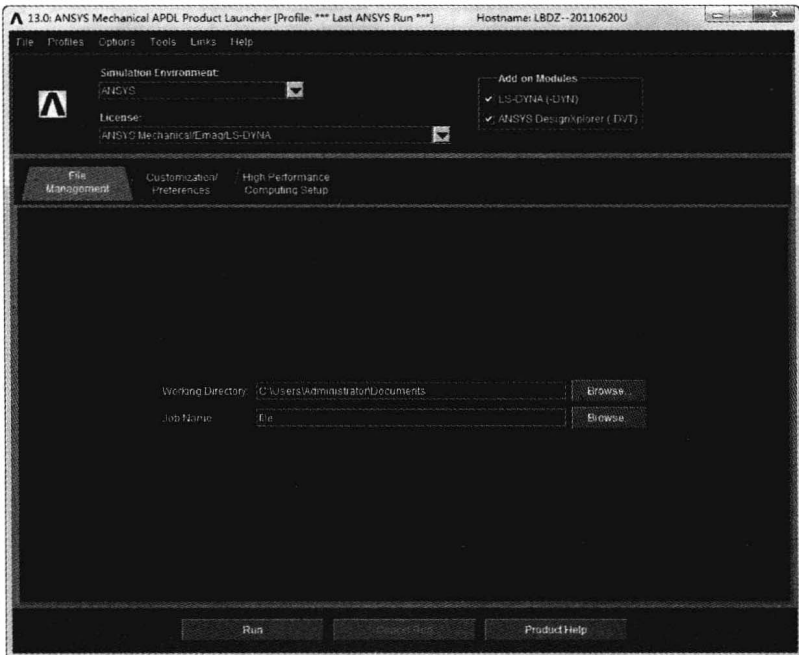 13.0: ANSYS Mechanical APDL Product Launcher [Profile: *** Last ANSYS Run ***] Hostname: LBDZ--20110620U
File Profiles Options Tools Links Help
Simulation Environment:
ANSYS
License:
ANSYS Mechanical/Emag/LS-DYNA
Add on Modules
LS-DYNA (-DYN)
ANSYS DesignXplorer (-DVT)
File Management
Customization/ Preferences
High Performance Computing Setup
Working Directory: C:\Users\Administrator\Documents Browse...
Job Name file Browse...
Run Cancel Run Product Help